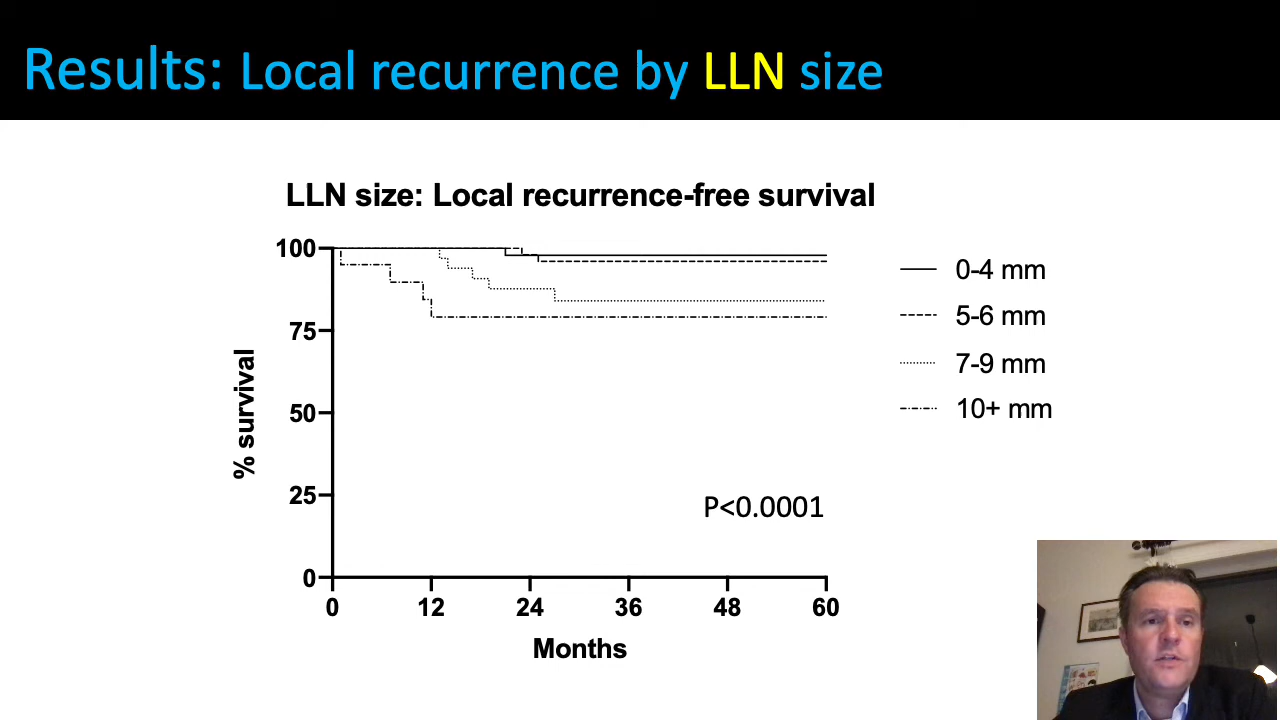 Results: Local recurrence by LLN size
LLN size: Local recurrence-free survival
100
75
50
25
0
% survival
0 12 24 36 48 60
Months
0-4 mm
5-6 mm
7-9 mm
10+ mm
P<0.0001